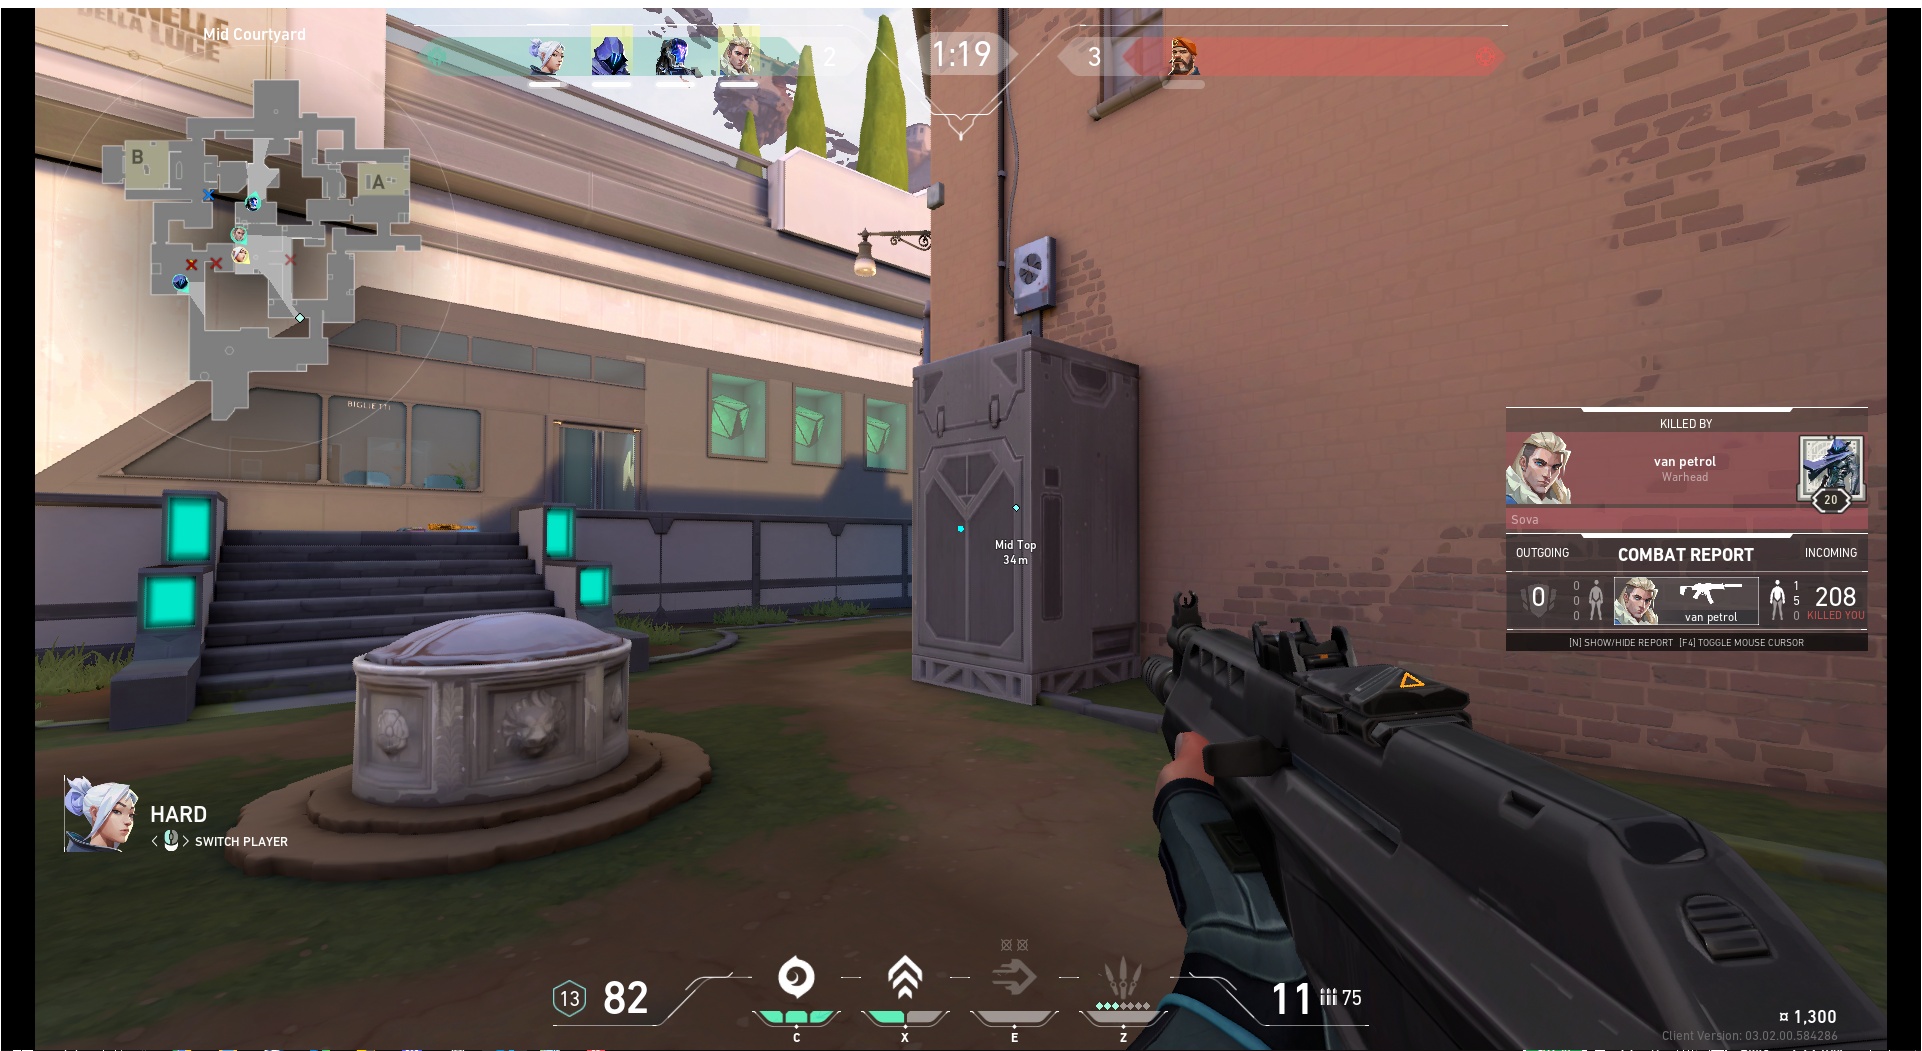 DELLA LUCE
Mid Courtyard
2
1:19
3
B
A
BIGLIETTI
Mid Top
34m
KILLED BY
van petrol
Warhead
20
Sova
OUTGOING
COMBAT REPORT
INCOMING
0
0
0
0
van petrol
1
5
0
208
KILLED YOU
[N] SHOW/HIDE REPORT [F4] TOGGLE MOUSE CURSOR
HARD
< > SWITCH PLAYER
13
82
C
X
E
Z
11
75
¤ 1,300
Client Version: 03.02.00.584286